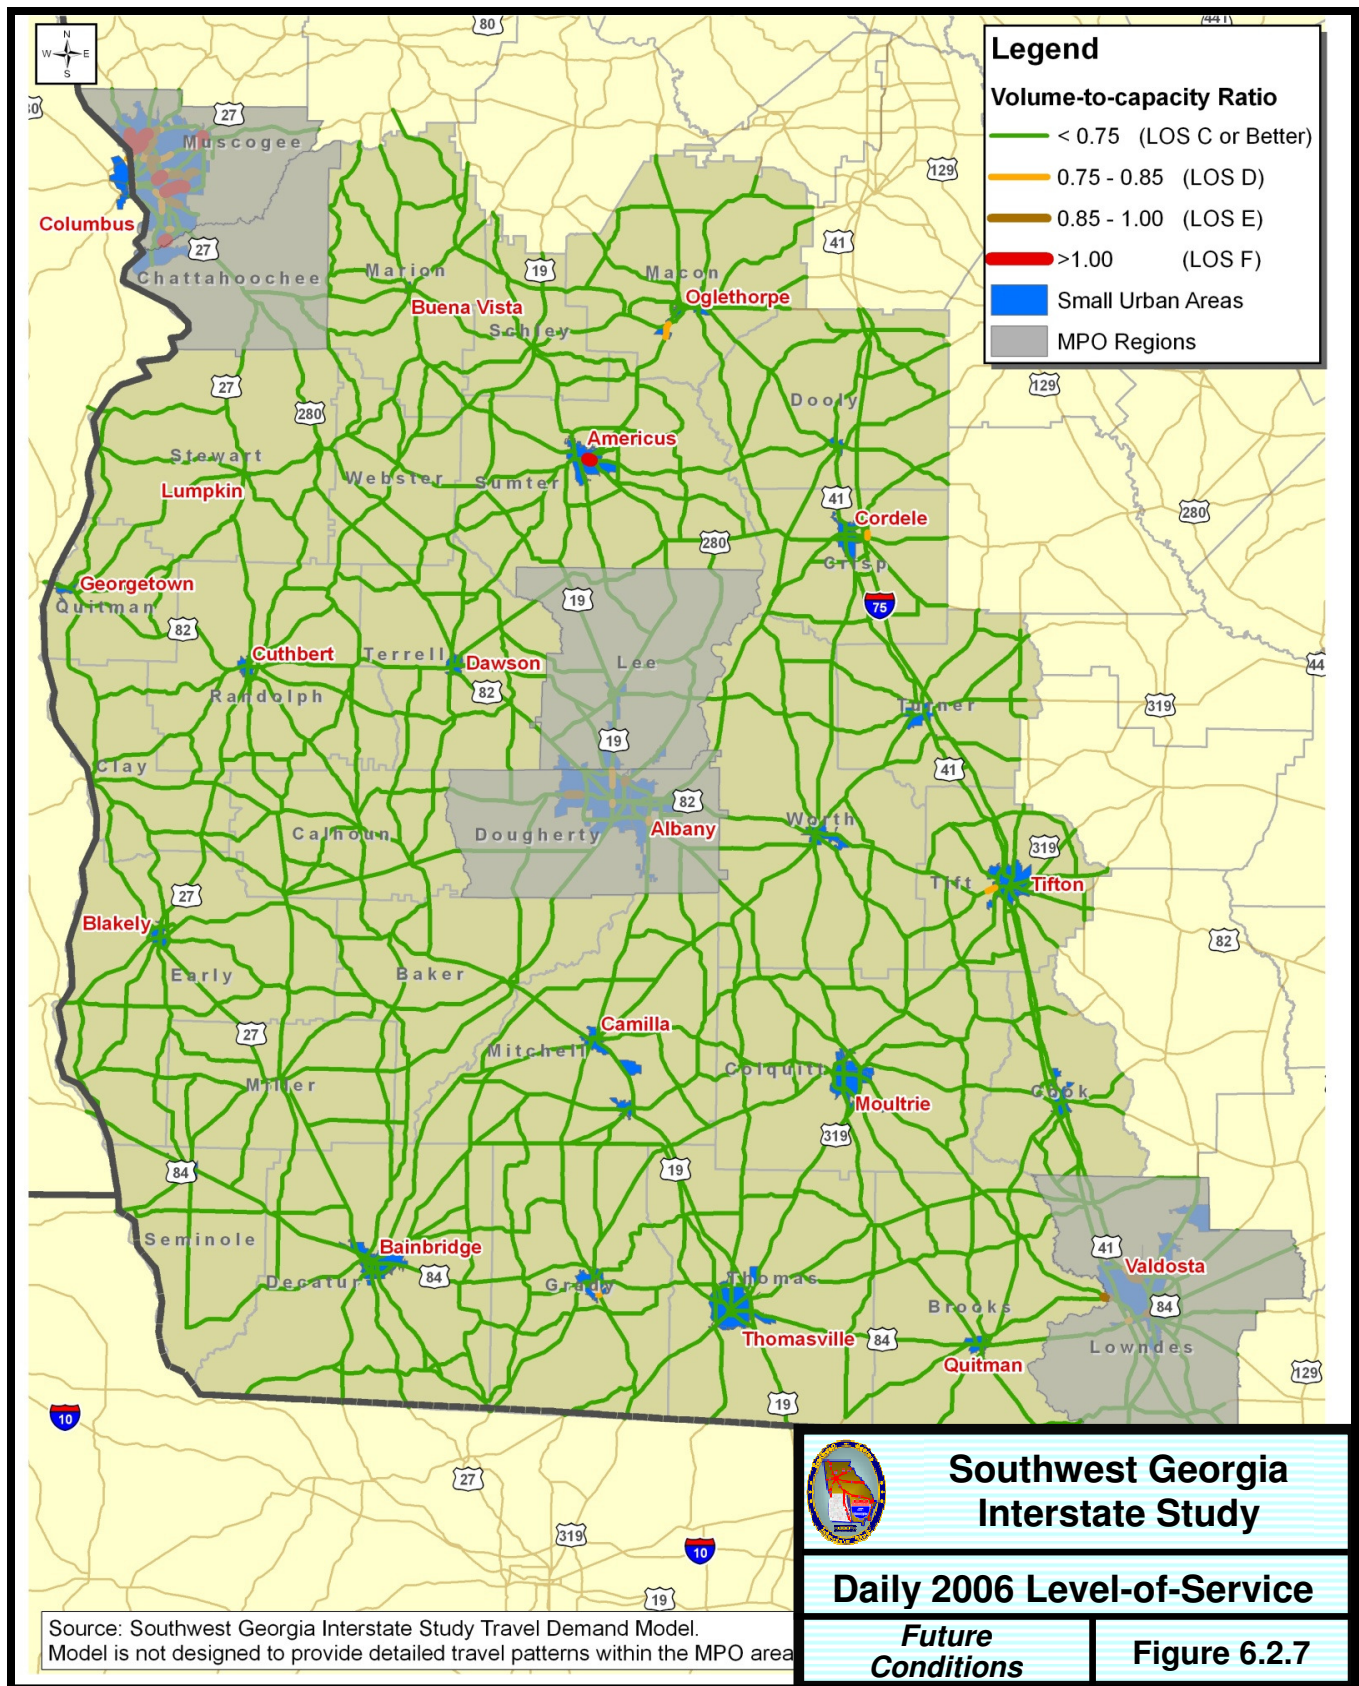 80
441
N
W E
S
Legend
Volume-to-capacity Ratio
< 0.75 (LOS C or Better)
0.75 - 0.85 (LOS D)
0.85 - 1.00 (LOS E)
>1.00 (LOS F)
Small Urban Areas
MPO Regions
27
Muscogee
129
Columbus
27
41
Chattahoochee
Marion
19
Macon
Buena Vista
Oglethorpe
Schley
27
129
280
Dooly
Americus
Stewart
Webster
Sumter
Lumpkin
41
280
Cordele
280
Crisp
Georgetown
Quitman
19
75
82
Cuthbert
Terrell
Dawson
Lee
44
Randolph
82
Turner
319
19
Clay
41
82
Calhoun
Dougherty
Albany
Worth
319
Tift
Tifton
27
Blakely
82
Early
Baker
27
Camilla
Mitchell
Miller
Colquitt
Cook
Moultrie
319
84
19
Seminole
Bainbridge
41
Valdosta
Decatur
84
Grady
Thomas
Brooks
84
Thomasville
84
Quitman
Lowndes
129
19
10
27
319
10
19
Southwest Georgia
Interstate Study
Daily 2006 Level-of-Service
Future
Conditions
Figure 6.2.7
Source: Southwest Georgia Interstate Study Travel Demand Model.
Model is not designed to provide detailed travel patterns within the MPO area